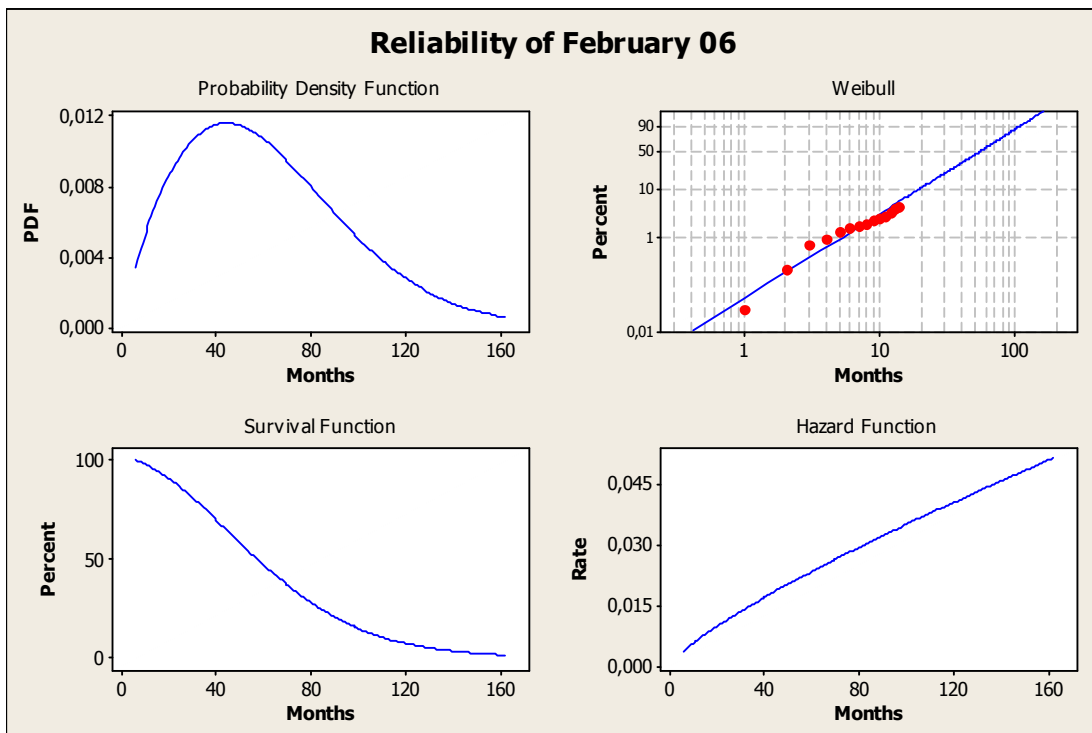 Reliability of February 06
Probability Density Function
0,012
0,008
0,004
0,000
PDF
0 40 80 120 160
Months
Weibull
90
50
10
1
0,01
Percent
1 10 100
Months
Survival Function
100
50
0
Percent
0 40 80 120 160
Months
Hazard Function
0,045
0,030
0,015
0,000
Rate
0 40 80 120 160
Months